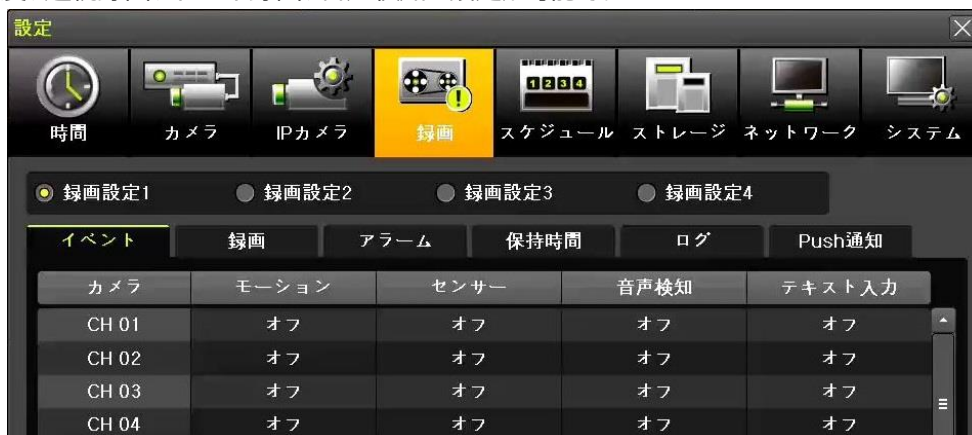 設定
時間 カメラ IPカメラ 録画 スケジュール ストレージ ネットワーク システム
1 2 3 4
録画設定1 録画設定2 録画設定3 録画設定4
イベント 録画 アラーム 保持時間 ログ Push通知
カメラ モーション センサー 音声検知 テキスト入力
CH 01 オフ オフ オフ オフ
CH 02 オフ オフ オフ オフ
CH 03 オフ オフ オフ オフ
CH 04 オフ オフ オフ オフ